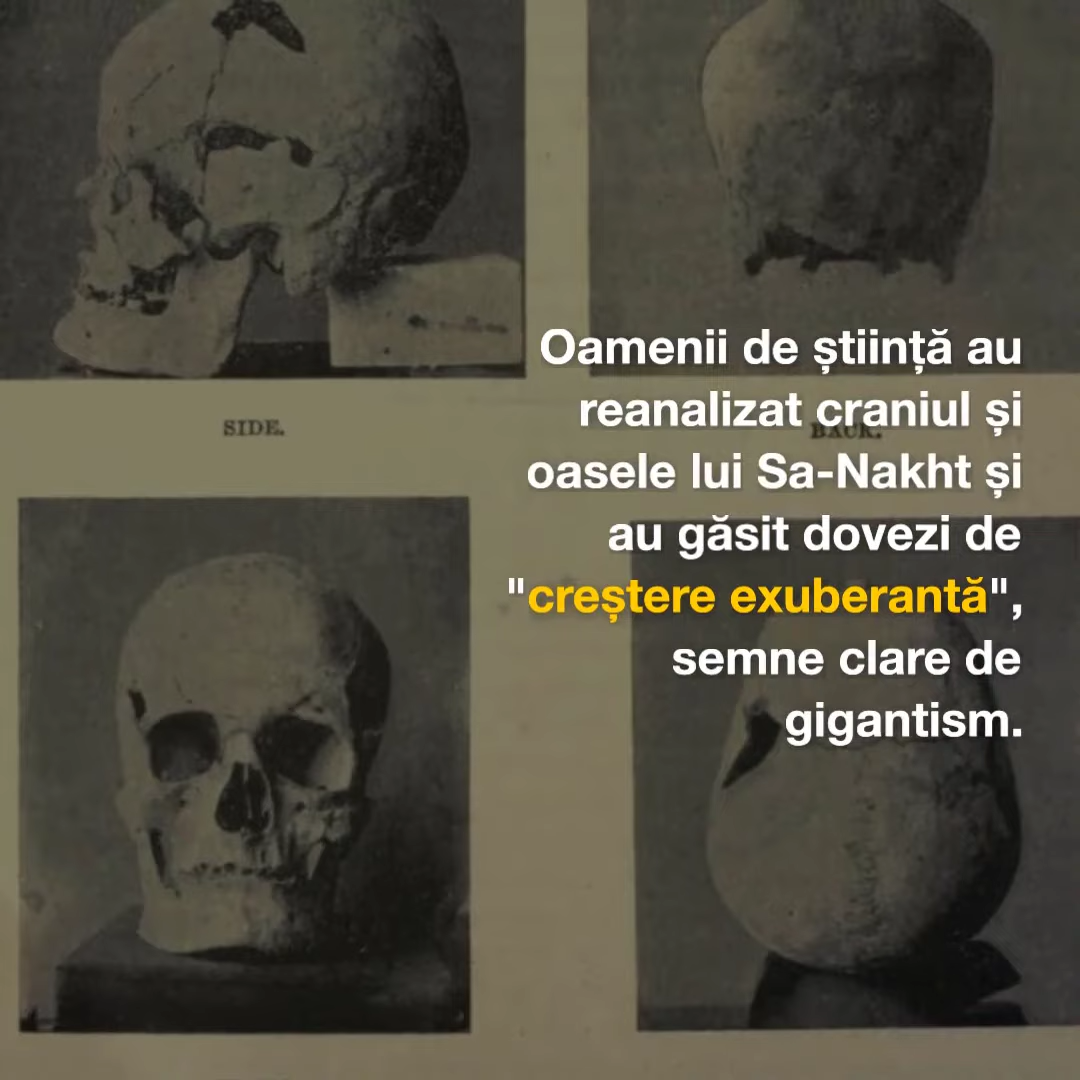 Oamenii de știință au
reanalizat craniul și
SIDE.
BACK.
oasele lui Sa-Nakht și
au găsit dovezi de
"creștere exuberantă",
semne clare de
gigantism.